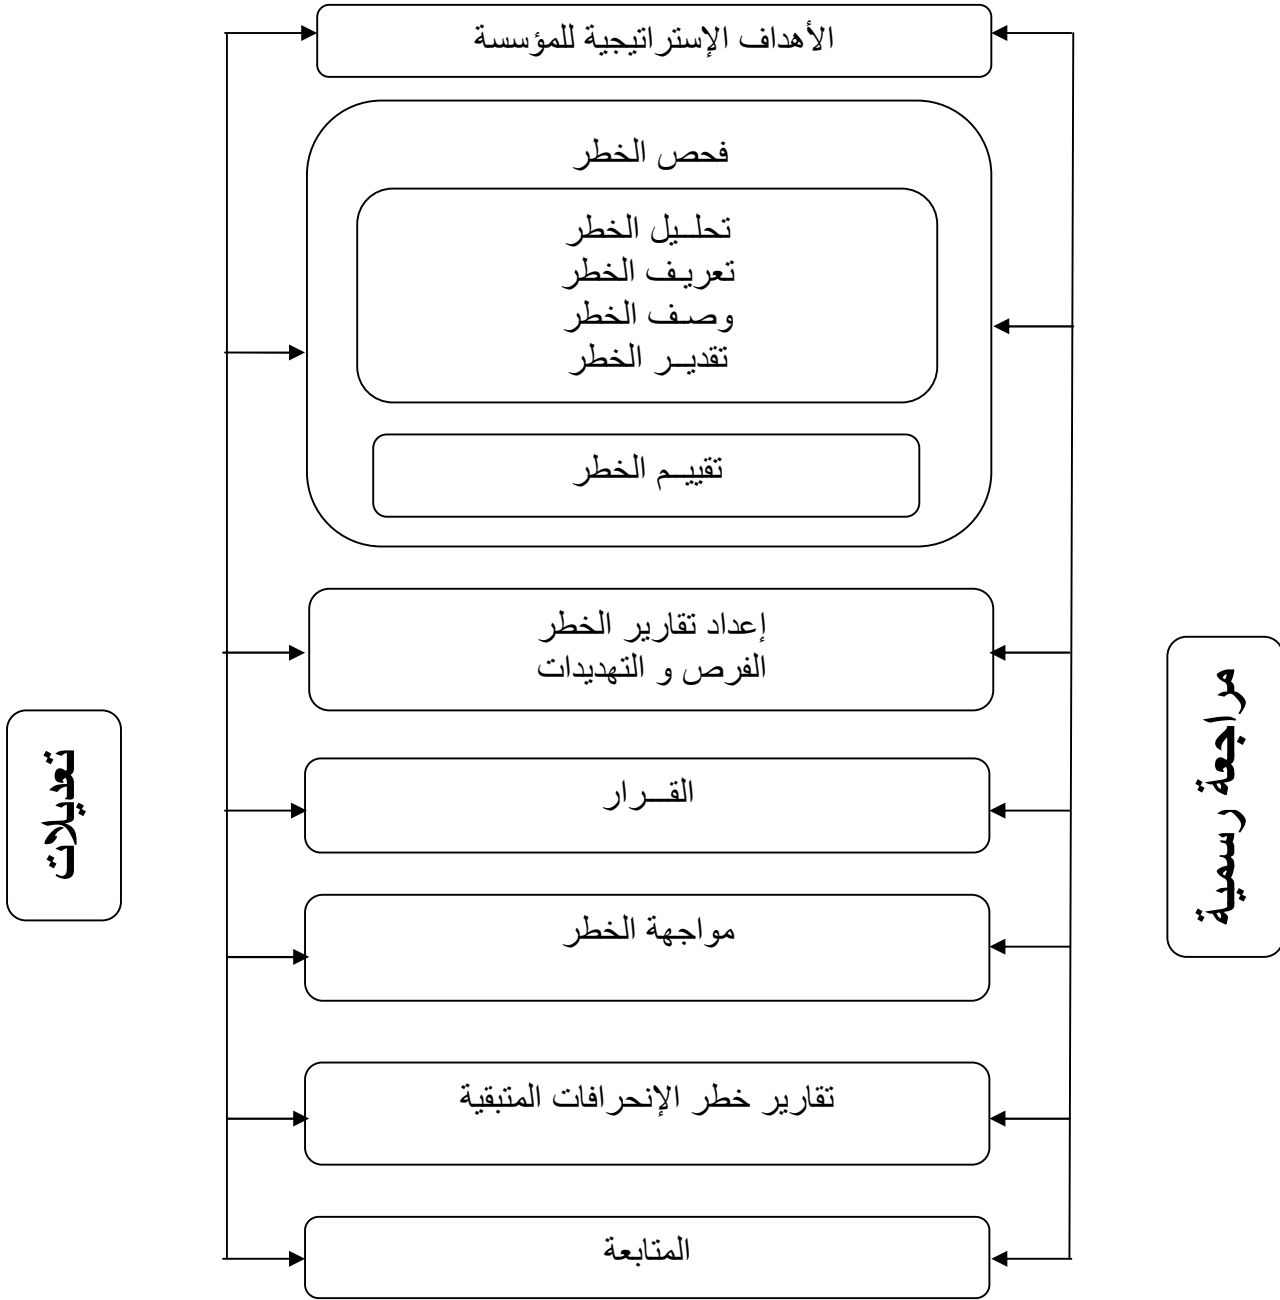 الأهداف الإستراتيجية للمؤسسة
فحص الخطر
تحليل الخطر
تعريف الخطر
وصف الخطر
تقدير الخطر
تقييم الخطر
إعداد تقارير الخطر
الفرص و التهديدات
القرار
مواجهة الخطر
تقارير خطر الإنحرافات المتبقية
المتابعة
مراجعة رسمية
تعديلات